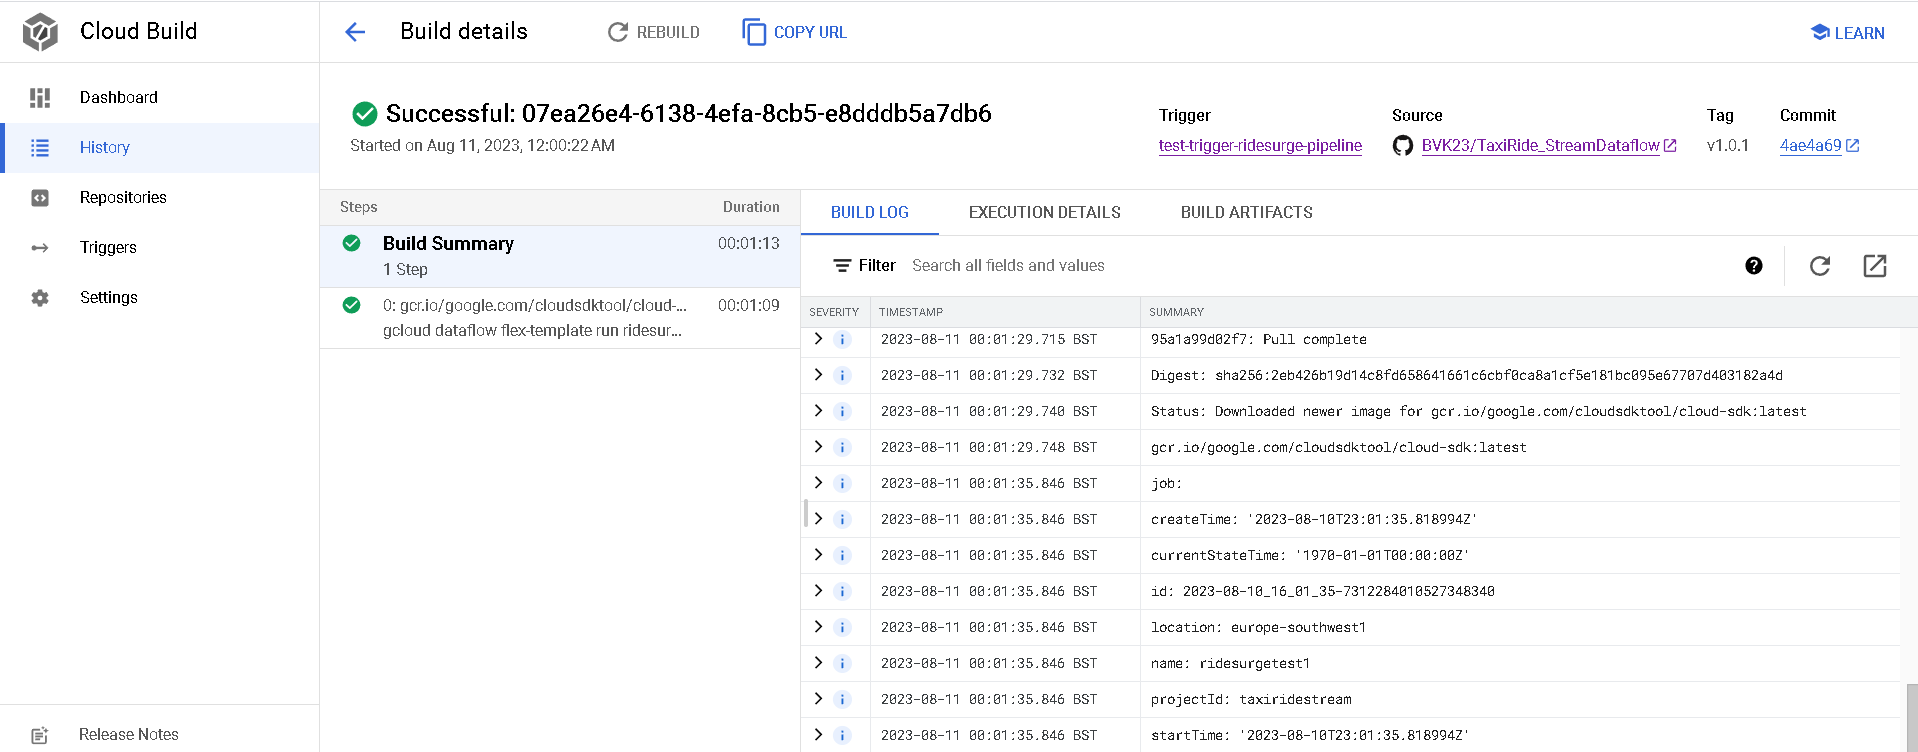 Cloud Build
Build details
REBUILD
COPY URL
LEARN
Dashboard
History
Repositories
Triggers
Settings
Release Notes
Successful: 07ea26e4-6138-4efa-8cb5-e8dddb5a7db6
Started on Aug 11, 2023, 12:00:22 AM
Trigger
test-trigger-ridesurge-pipeline
Source
BVK23/TaxiRide_StreamDataflow
Tag
v1.0.1
Commit
4ae4a69
Steps Duration
Build Summary 00:01:13
1 Step
0: gcr.io/google.com/cloudsdktool/cloud-... 00:01:09
gcloud dataflow flex-template run ridesur...
BUILD LOG EXECUTION DETAILS BUILD ARTIFACTS
Filter Search all fields and values
SEVERITY TIMESTAMP SUMMARY
2023-08-11 00:01:29.715 BST 95a1a99d02f7: Pull complete
2023-08-11 00:01:29.732 BST Digest: sha256:2eb426b19d14c8fd658641661c6cbf0ca8a1cf5e181bc095e67707d403182a4d
2023-08-11 00:01:29.740 BST Status: Downloaded newer image for gcr.io/google.com/cloudsdktool/cloud-sdk:latest
2023-08-11 00:01:29.748 BST gcr.io/google.com/cloudsdktool/cloud-sdk:latest
2023-08-11 00:01:35.846 BST job:
2023-08-11 00:01:35.846 BST createTime: '2023-08-10T23:01:35.818994Z'
2023-08-11 00:01:35.846 BST currentStateTime: '1970-01-01T00:00:00Z'
2023-08-11 00:01:35.846 BST id: 2023-08-10_16_01_35-7312284010527348340
2023-08-11 00:01:35.846 BST location: europe-southwest1
2023-08-11 00:01:35.846 BST name: ridesurgetest1
2023-08-11 00:01:35.846 BST projectId: taxiridestream
2023-08-11 00:01:35.846 BST startTime: '2023-08-10T23:01:35.818994Z'